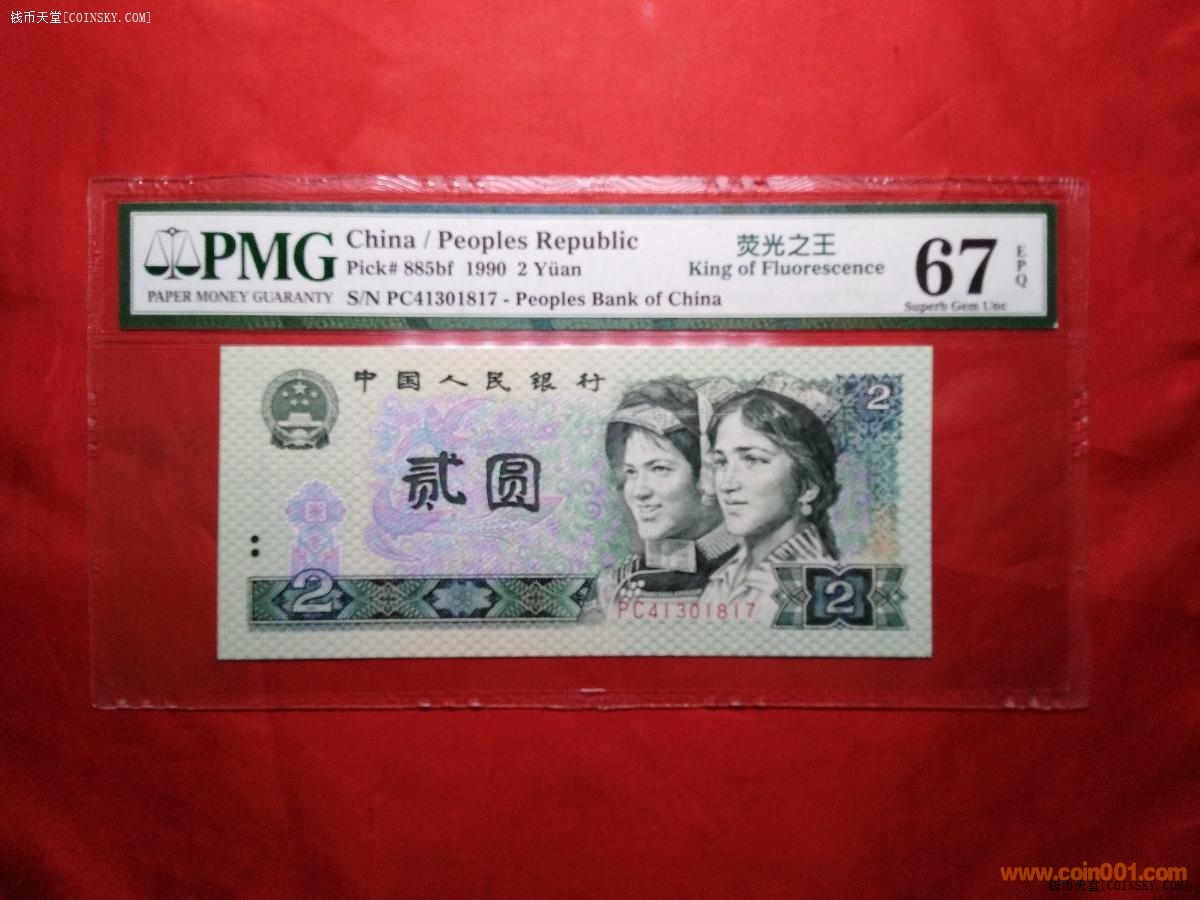 钱币天堂[COINSKY.COM]
PMG
PAPER MONEY GUARANTY
China / Peoples Republic
Pick# 885bf 1990 2 Yüan
S/N PC41301817 - Peoples Bank of China
荧光之王
King of Fluorescence
67
EPQ
Superb Gem Unc
中国人民银行
2
贰圆
2
PC41301817
2
www.coin001.com
钱币天堂[COINSKY.COM]